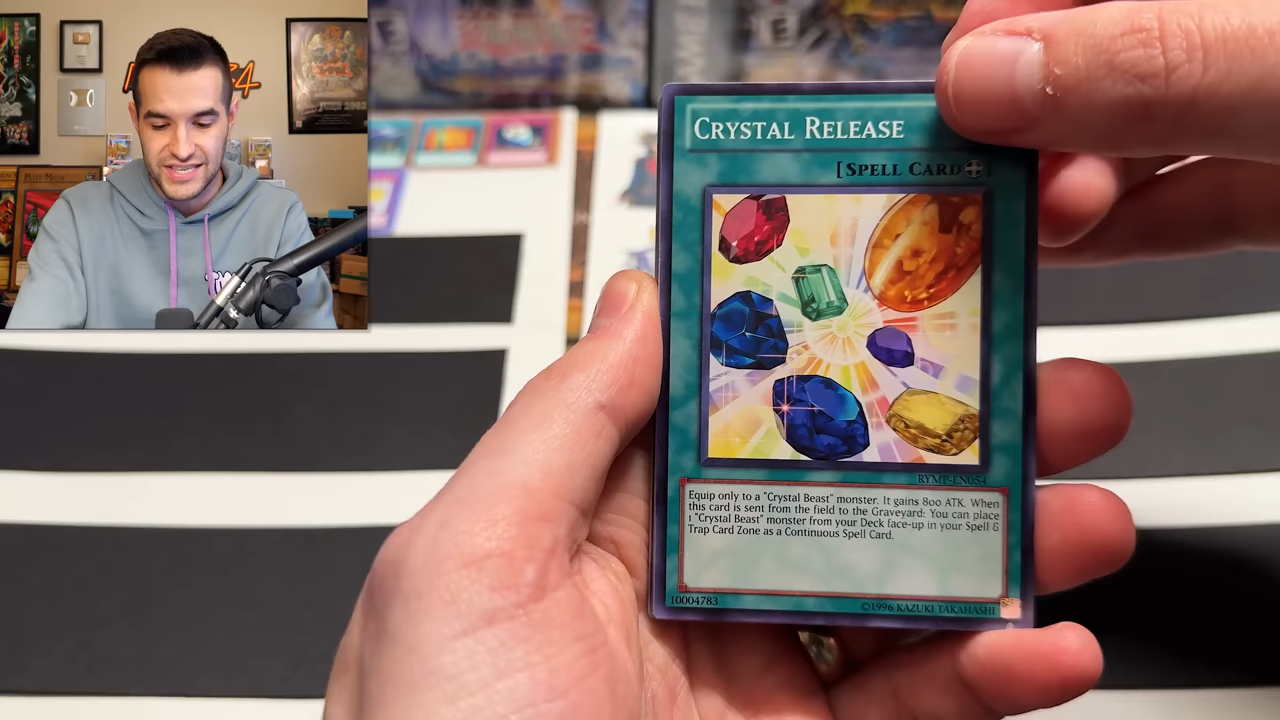 Crystal Release
[Spell Card]
RYMP-EN054
Equip only to a "Crystal Beast" monster. It gains 800 ATK. When
this card is sent from the field to the Graveyard: You can place
1 "Crystal Beast" monster from your Deck face-up in your Spell &
Trap Card Zone as a Continuous Spell Card.
10004783
©1996 KAZUKI TAKAHASHI